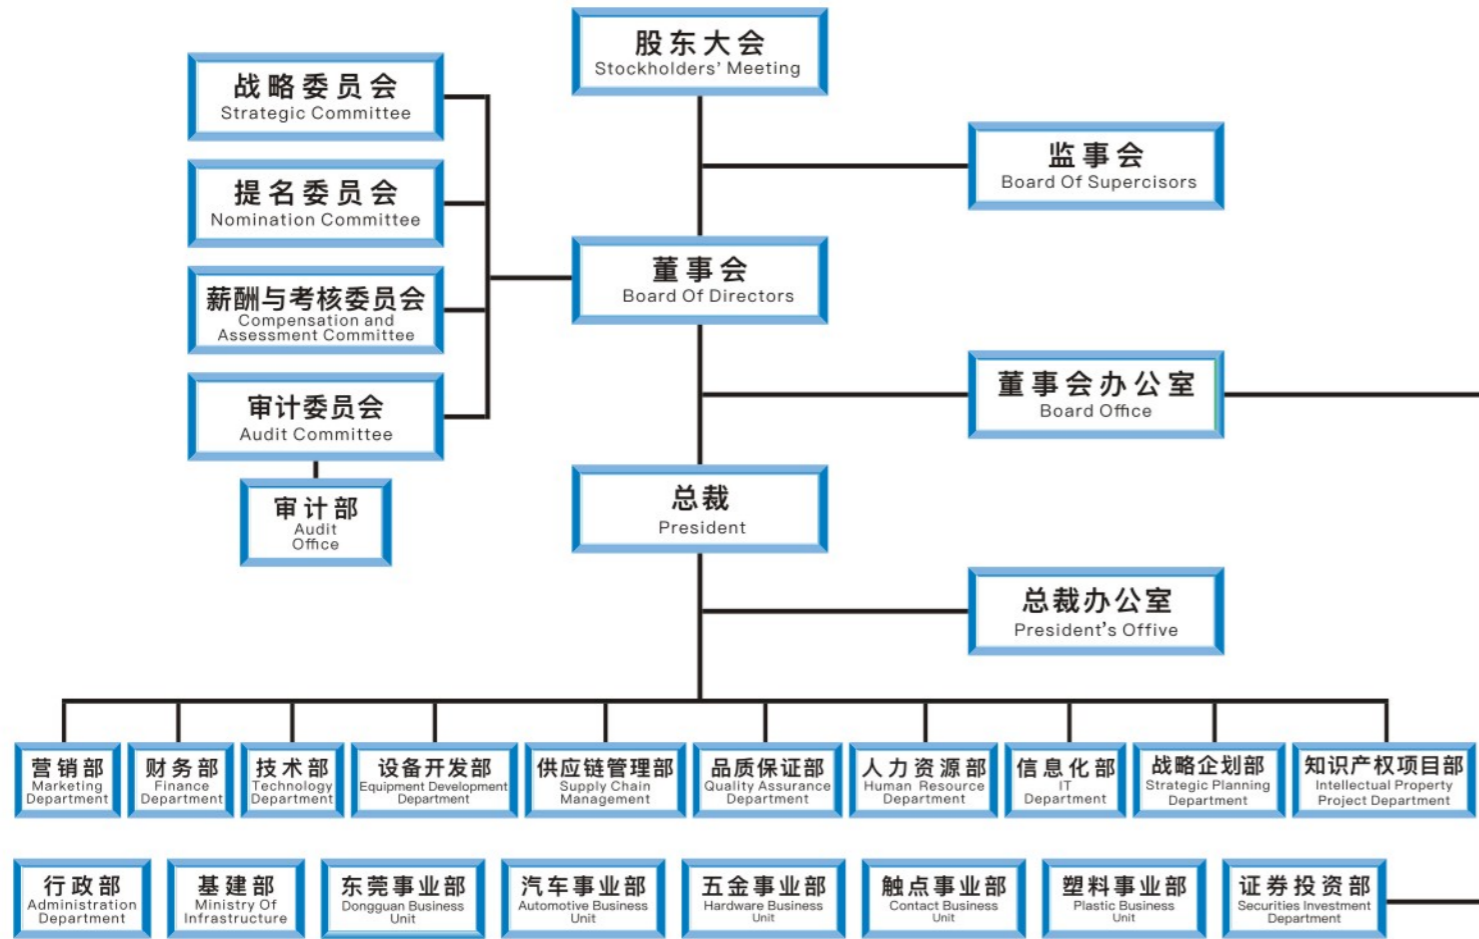 股东大会
Stockholders' Meeting
战略委员会
Strategic Committee
监事会
Board Of Supercisors
提名委员会
Nomination Committee
董事会
Board Of Directors
薪酬与考核委员会
Compensation and
Assessment Committee
董事会办公室
Board Office
审计委员会
Audit Committee
总裁
President
审计部
Audit
Office
总裁办公室
President's Offive
营销部
Marketing
Department
财务部
Finance
Department
技术部
Technology
Department
设备开发部
Equipment Development
Department
供应链管理部
Supply Chain
Management
品质保证部
Quality Assurance
Department
人力资源部
Human Resource
Department
信息化部
IT
Department
战略企划部
Strategic Planning
Department
知识产权项目部
Intellectual Property
Project Department
行政部
Administration
Department
基建部
Ministry Of
Infrastructure
东莞事业部
Dongguan Business
Unit
汽车事业部
Automotive Business
Unit
五金事业部
Hardware Business
Unit
触点事业部
Contact Business
Unit
塑料事业部
Plastic Business
Unit
证券投资部
Securities Investment
Department